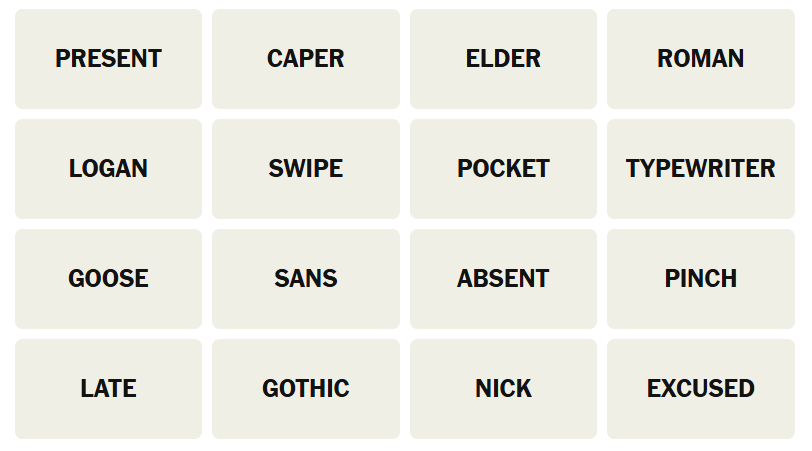 PRESENT
CAPER
ELDER
ROMAN
LOGAN
SWIPE
POCKET
TYPEWRITER
GOOSE
SANS
ABSENT
PINCH
LATE
GOTHIC
NICK
EXCUSED